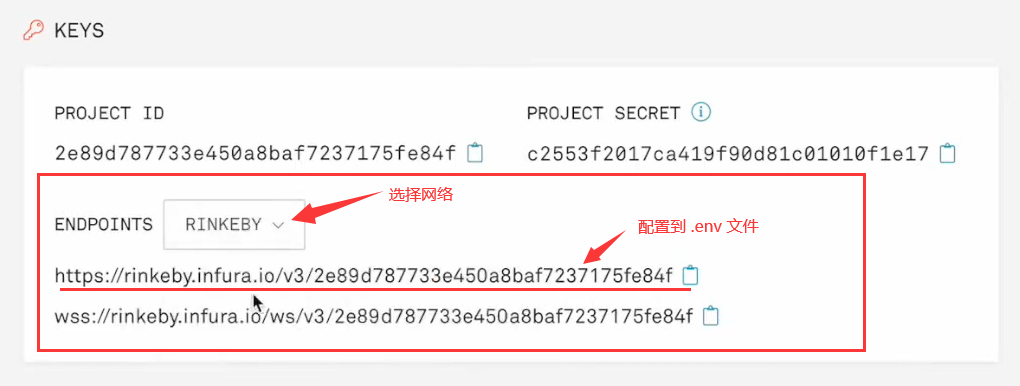 KEYS
PROJECT ID
2e89d787733e450a8baf7237175fe84f
PROJECT SECRET
c2553f2017ca419f90d81c01010f1e17
选择网络
ENDPOINTS RINKEBY
配置到 .env 文件
https://rinkeby.infura.io/v3/2e89d787733e450a8baf7237175fe84f
wss://rinkeby.infura.io/ws/v3/2e89d787733e450a8baf7237175fe84f